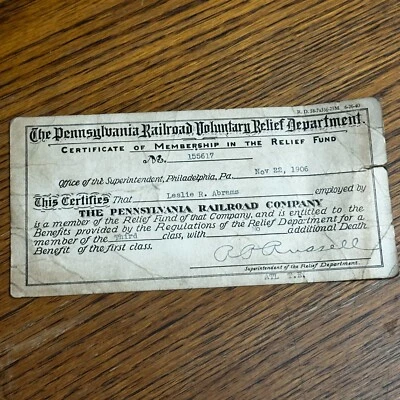 The Pennsylvania Railroad Voluntary Relief Department.
CERTIFICATE OF MEMBERSHIP IN THE RELIEF FUND
No. 155617
Office of the Superintendent, Philadelphia, Pa. Nov 22, 1906
This Certifies That Leslie R. Abrams employed by
THE PENNSYLVANIA RAILROAD COMPANY
is a member of the Relief Fund of that Company, and is entitled to the
Benefits provided by the Regulations of the Relief Department for a
member of the Third class, with additional Death
Benefit of the first class.
Superintendent of the Relief Department.